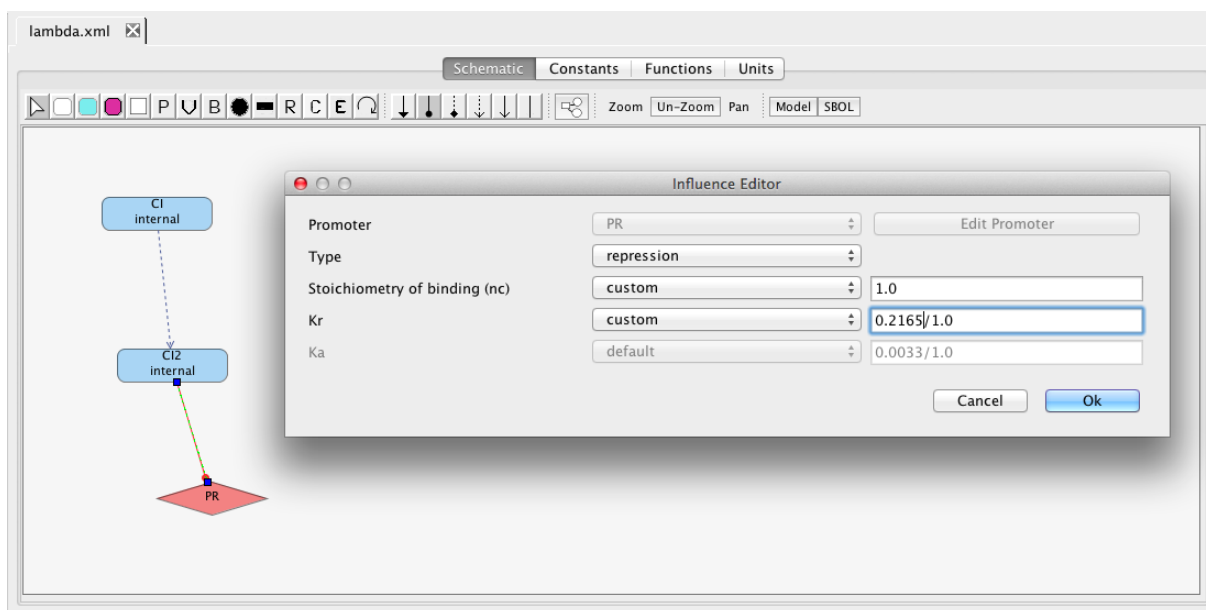 lambda.xml
Schematic Constants Functions Units
P V B R C E Zoom Un-Zoom Pan Model SBOL
Influence Editor
CI
internal
Promoter PR Edit Promoter
Type repression
Stoichiometry of binding (nc) custom 1.0
Kr custom 0.2165/1.0
CI2
internal
Ka default 0.0033/1.0
Cancel Ok
PR